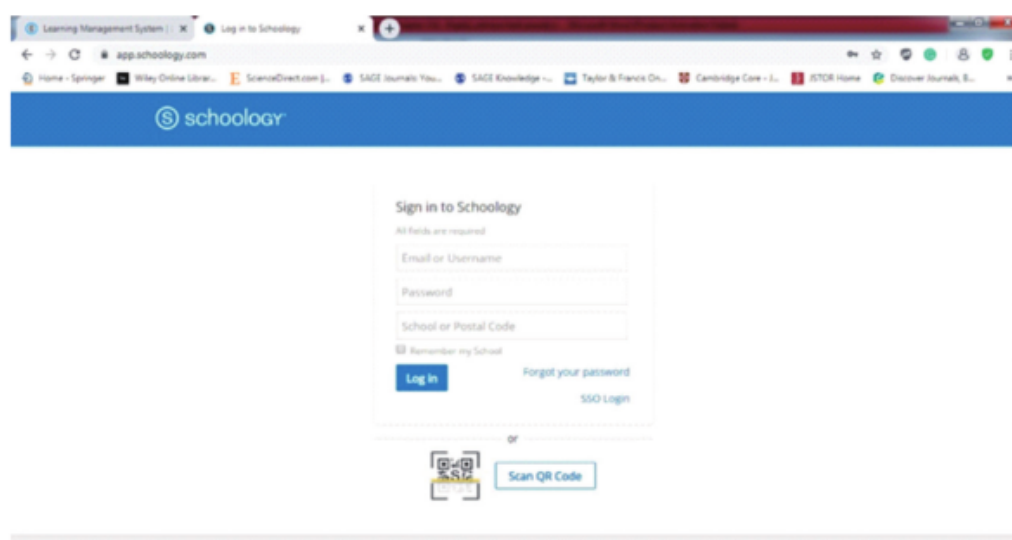 Learning Management System |
Log in to Schoology
app.schoology.com
Home - Springer
Wiley Online Librar...
ScienceDirect.com |...
SAGE Journals: You...
SAGE Knowledge -...
Taylor & Francis On...
Cambridge Core - J...
JSTOR Home
Discover Journals, B...
S schoology
Sign in to Schoology
All fields are required
Email or Username
Password
School or Postal Code
Remember my School
Log in
Forgot your password
SSO Login
or
Scan QR Code